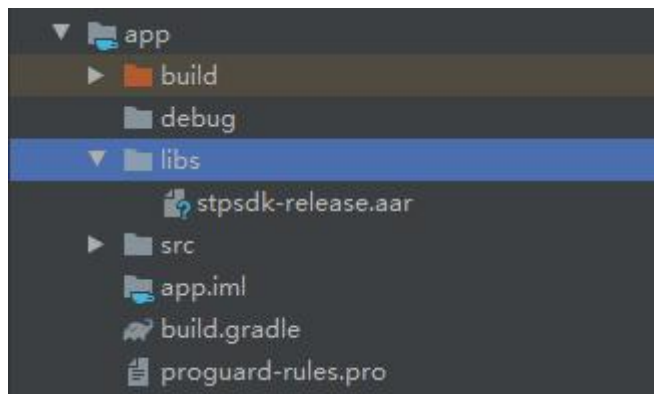 app
build
debug
libs
stpsdk-release.aar
src
app.iml
build.gradle
proguard-rules.pro